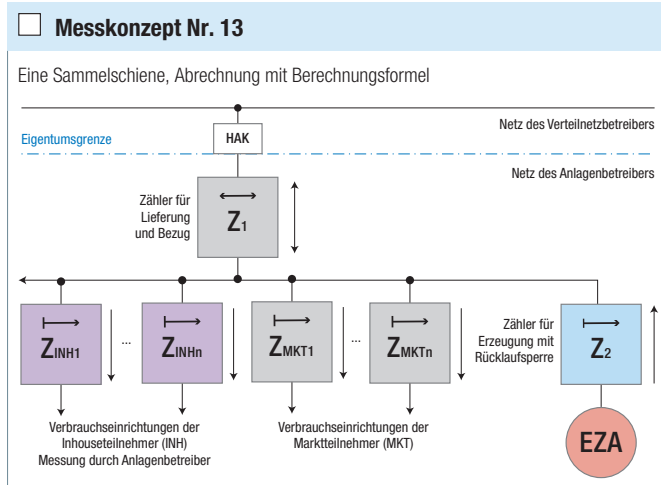 Messkonzept Nr. 13
Eine Sammelschiene, Abrechnung mit Berechnungsformel
Netz des Verteilnetzbetreibers
Eigentumsgrenze
HAK
Netz des Anlagenbetreibers
Zähler für
Lieferung
und Bezug
Z1
ZINH1
...
ZINHn
ZMKT1
...
ZMKTn
Zähler für
Erzeugung mit
Rücklaufsperre
Z2
Verbrauchseinrichtungen der
Inhouseteilnehmer (INH)
Messung durch Anlagenbetreiber
Verbrauchseinrichtungen der
Marktteilnehmer (MKT)
EZA